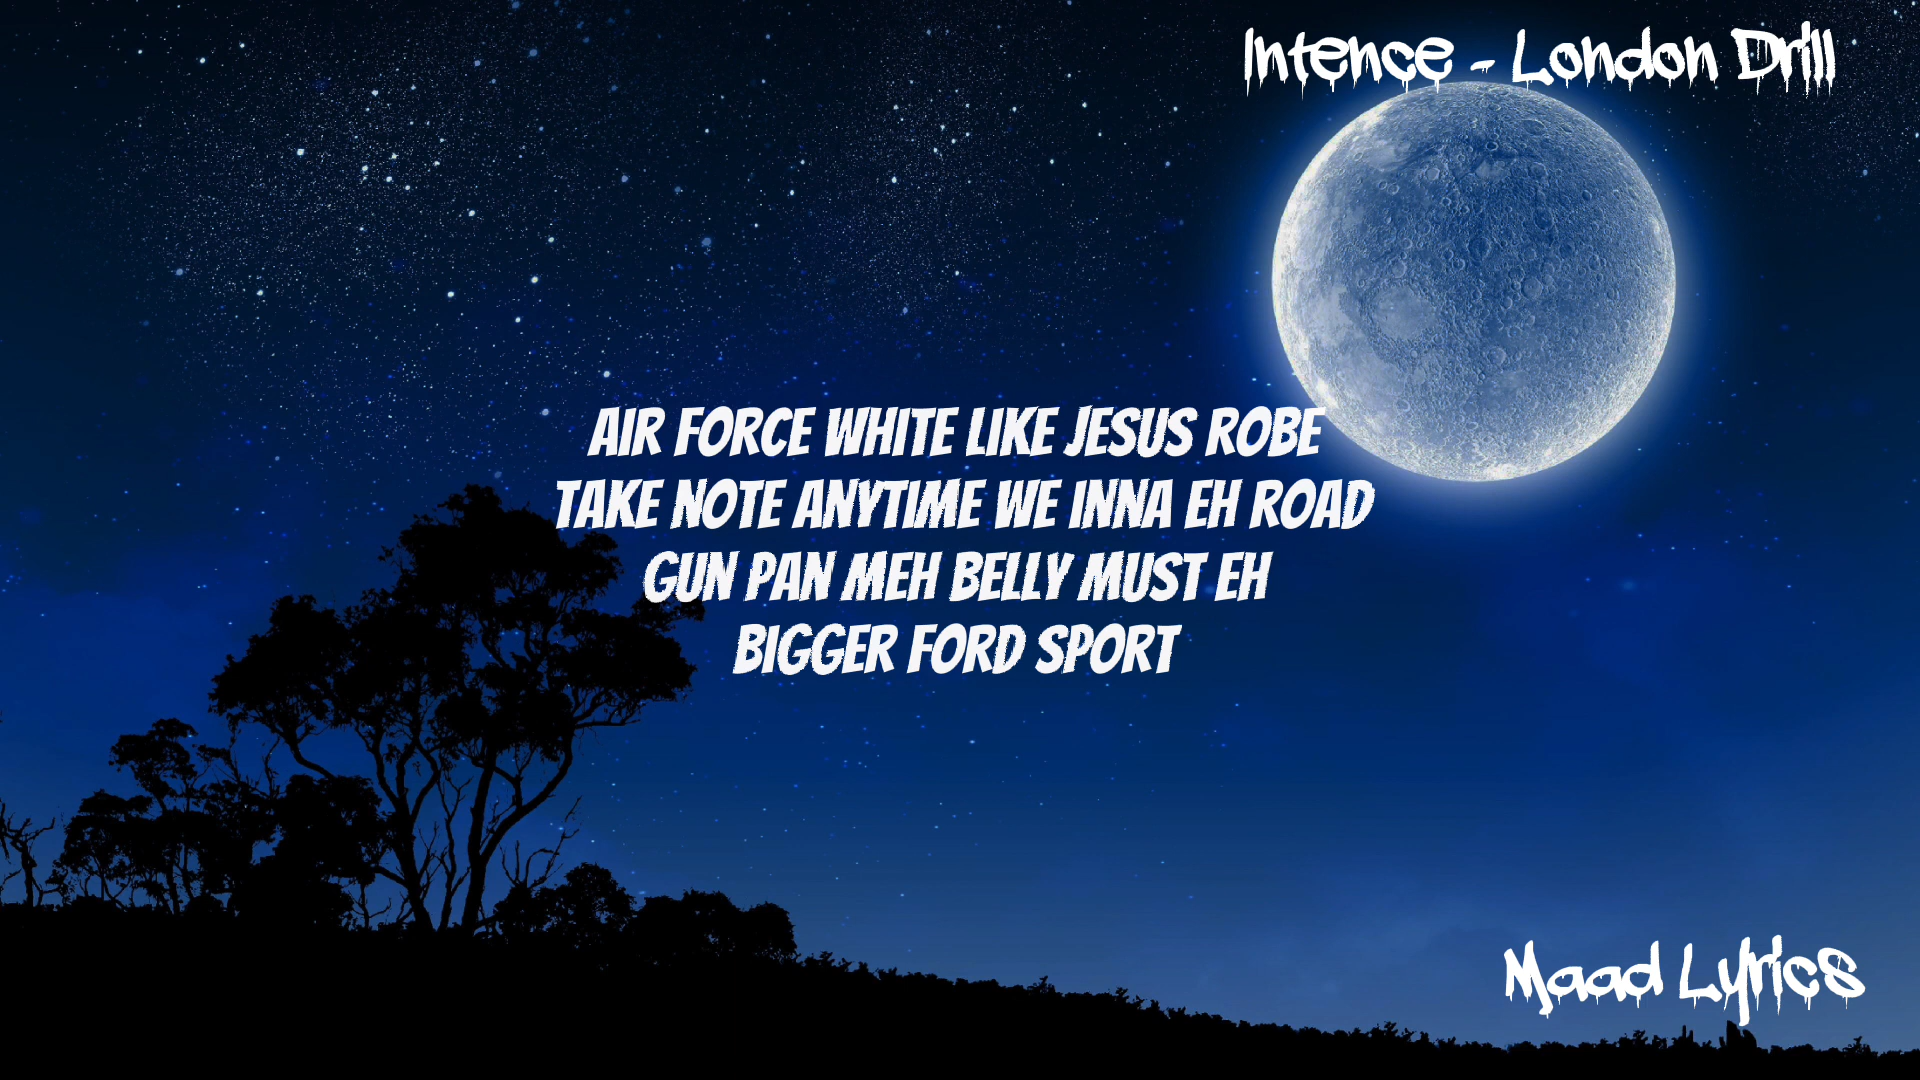 Intence - London Drill
AIR FORCE WHITE LIKE JESUS ROBE
TAKE NOTE ANYTIME WE INNA EH ROAD
GUN PAN MEH BELLY MUST EH
BIGGER FORD SPORT
Maad Lyrics